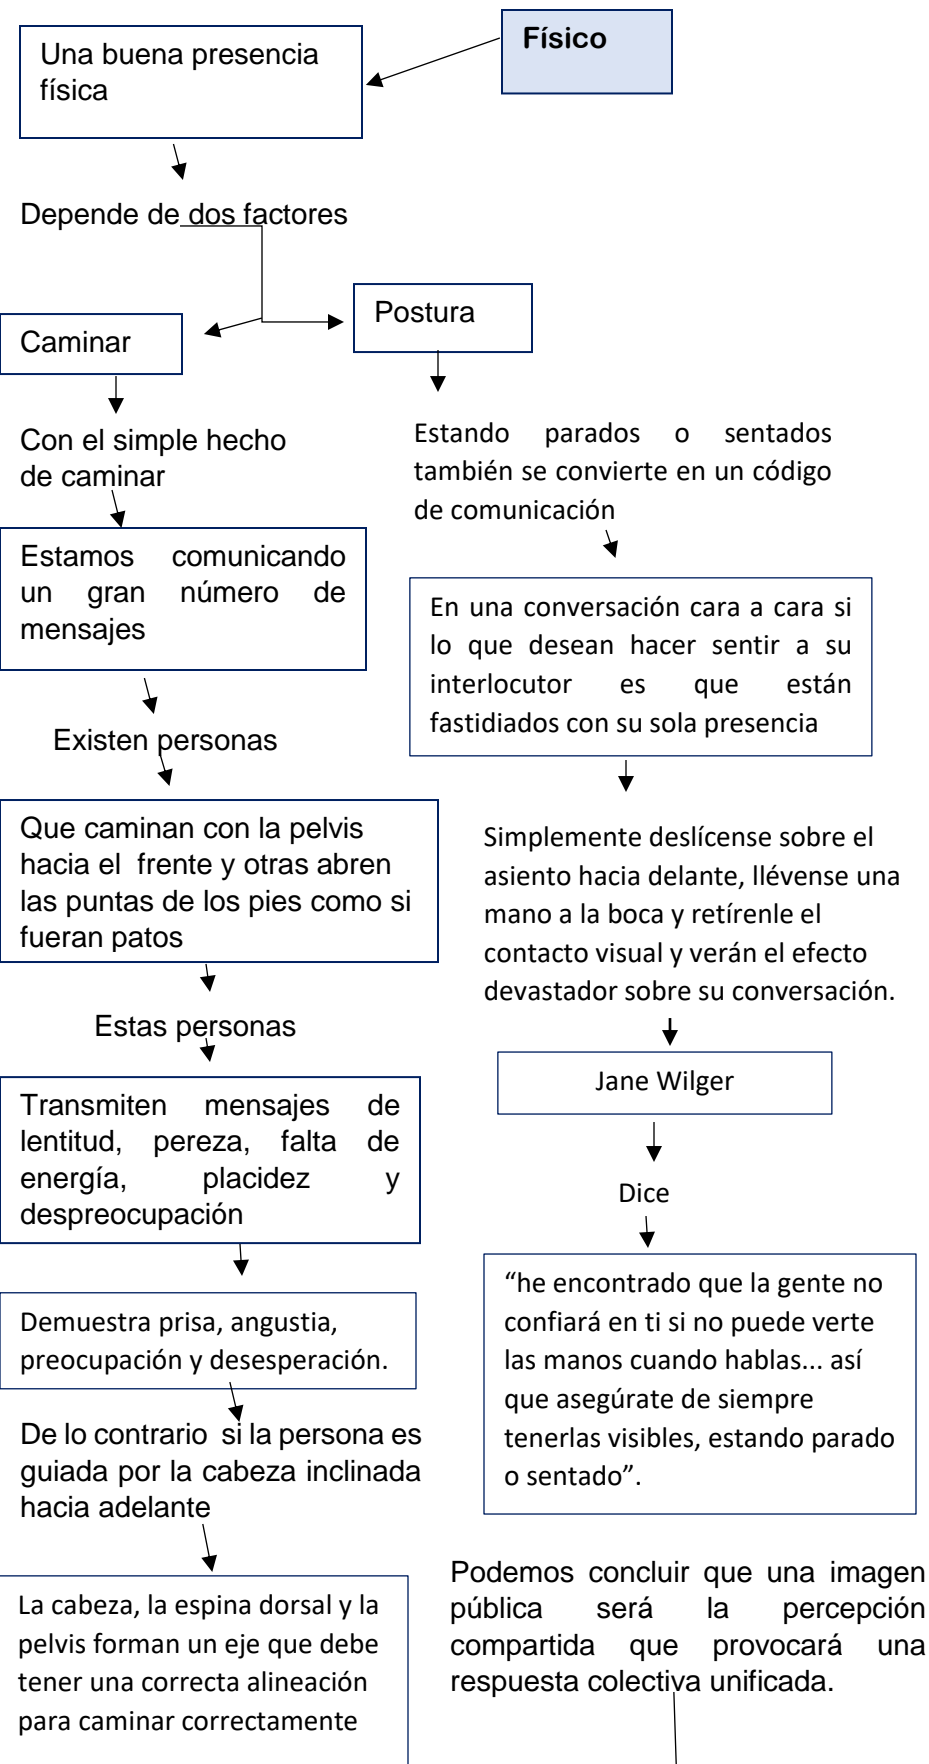 Físico
Una buena presencia
física
Depende de dos factores
Caminar
Con el simple hecho
de caminar
Estamos comunicando
un gran número de
mensajes
Existen personas
Que caminan con la pelvis
hacia el frente y otras abren
las puntas de los pies como si
fueran patos
Estas personas
Transmiten mensajes de
lentitud, pereza, falta de
energía, placidez y
despreocupación
Demuestra prisa, angustia,
preocupación y desesperación.
De lo contrario si la persona es
guiada por la cabeza inclinada
hacia adelante
La cabeza, la espina dorsal y la
pelvis forman un eje que debe
tener una correcta alineación
para caminar correctamente
Postura
Estando parados o sentados
también se convierte en un código
de comunicación
En una conversación cara a cara si
lo que desean hacer sentir a su
interlocutor es que están
fastidiados con su sola presencia
Simplemente deslícense sobre el
asiento hacia delante, llévense una
mano a la boca y retírenle el
contacto visual y verán el efecto
devastador sobre su conversación.
Jane Wilger
Dice
“he encontrado que la gente no
confiará en ti si no puede verte
las manos cuando hablas... así
que asegúrate de siempre
tenerlas visibles, estando parado
o sentado”.
Podemos concluir que una imagen
pública será la percepción
compartida que provocará una
respuesta colectiva unificada.